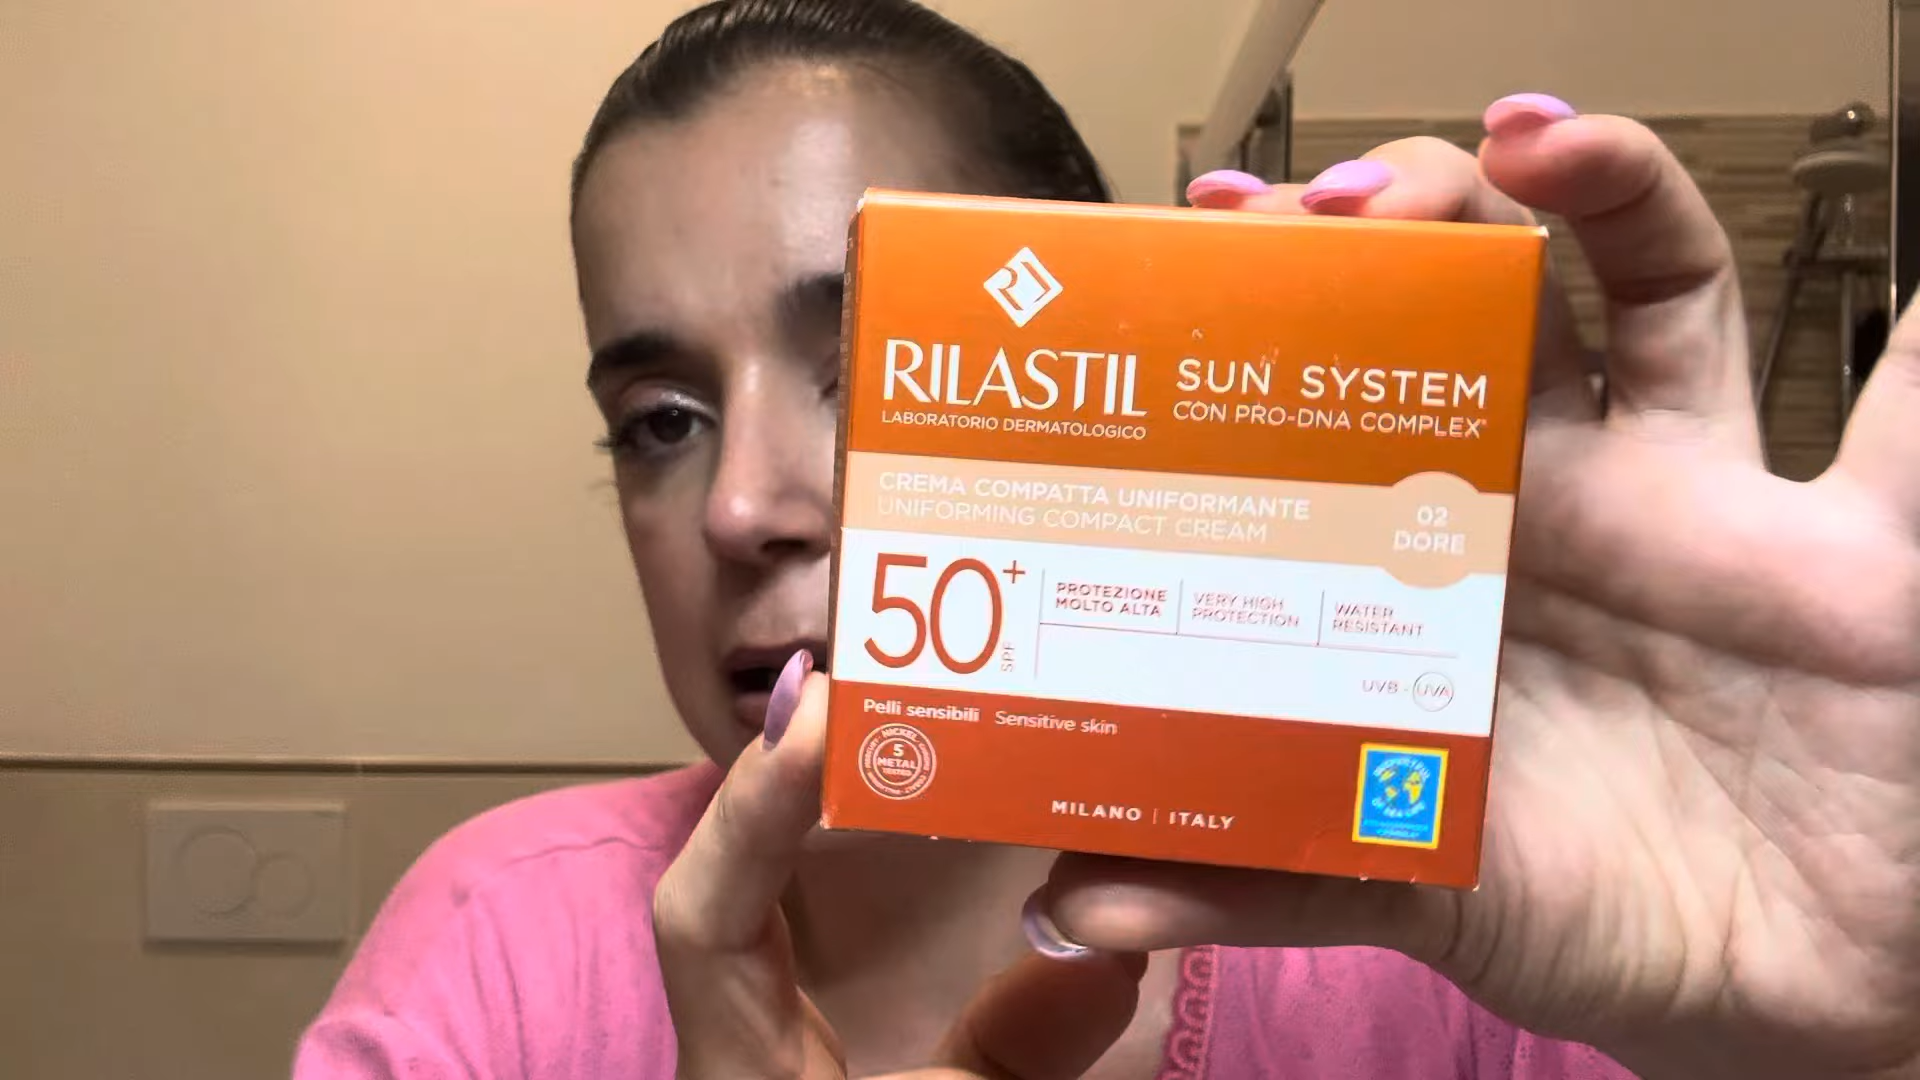 RILASTIL
LABORATORIO DERMATOLOGICO
SUN SYSTEM
CON PRO-DNA COMPLEX®
CREMA COMPATTA UNIFORMANTE
UNIFORMING COMPACT CREAM
02
DORE
50+
SPF
PROTEZIONE
MOLTO ALTA
VERY HIGH
PROTECTION
WATER
RESISTANT
UVB - UVA
Pelli sensibili Sensitive skin
NICKEL
5
METAL
TESTED
MILANO | ITALY